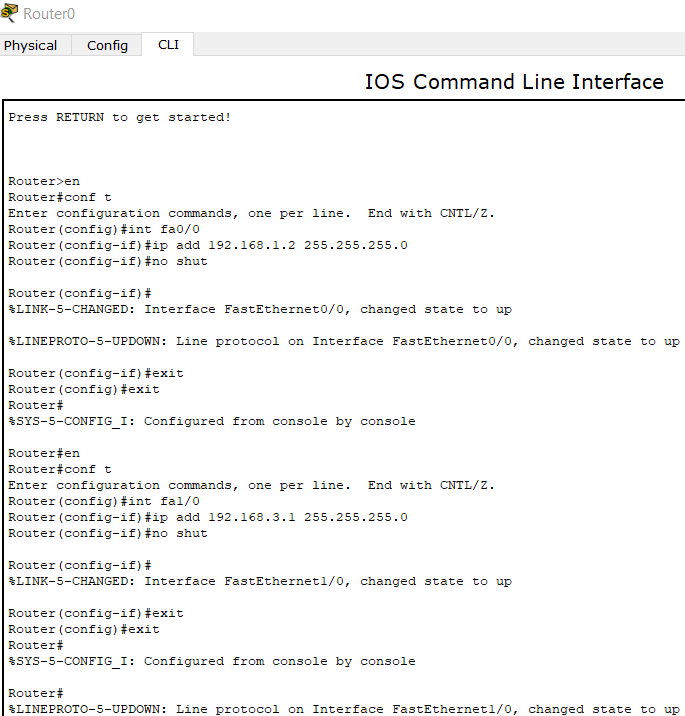 Router0
Physical Config CLI
IOS Command Line Interface
Press RETURN to get started!
Router>en
Router#conf t
Enter configuration commands, one per line.  End with CNTL/Z.
Router(config)#int fa0/0
Router(config-if)#ip add 192.168.1.2 255.255.255.0
Router(config-if)#no shut
Router(config-if)#
%LINK-5-CHANGED: Interface FastEthernet0/0, changed state to up
%LINEPROTO-5-UPDOWN: Line protocol on Interface FastEthernet0/0, changed state to up
Router(config-if)#exit
Router(config)#exit
Router#
%SYS-5-CONFIG_I: Configured from console by console
Router#en
Router#conf t
Enter configuration commands, one per line.  End with CNTL/Z.
Router(config)#int fa1/0
Router(config-if)#ip add 192.168.3.1 255.255.255.0
Router(config-if)#no shut
Router(config-if)#
%LINK-5-CHANGED: Interface FastEthernet1/0, changed state to up
Router(config-if)#exit
Router(config)#exit
Router#
%SYS-5-CONFIG_I: Configured from console by console
Router#
%LINEPROTO-5-UPDOWN: Line protocol on Interface FastEthernet1/0, changed state to up